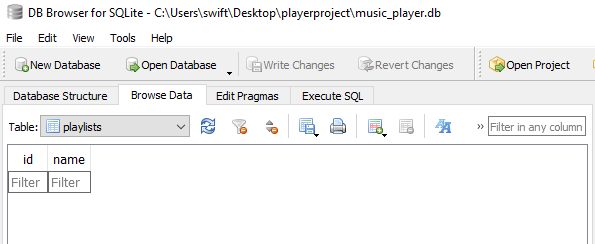 DB Browser for SQLite - C:\Users\swift\Desktop\playerproject\music_player.db
File Edit View Tools Help
New Database Open Database Write Changes Revert Changes Open Project
Database Structure Browse Data Edit Pragmas Execute SQL
Table: playlists » Filter in any column
id name
Filter Filter